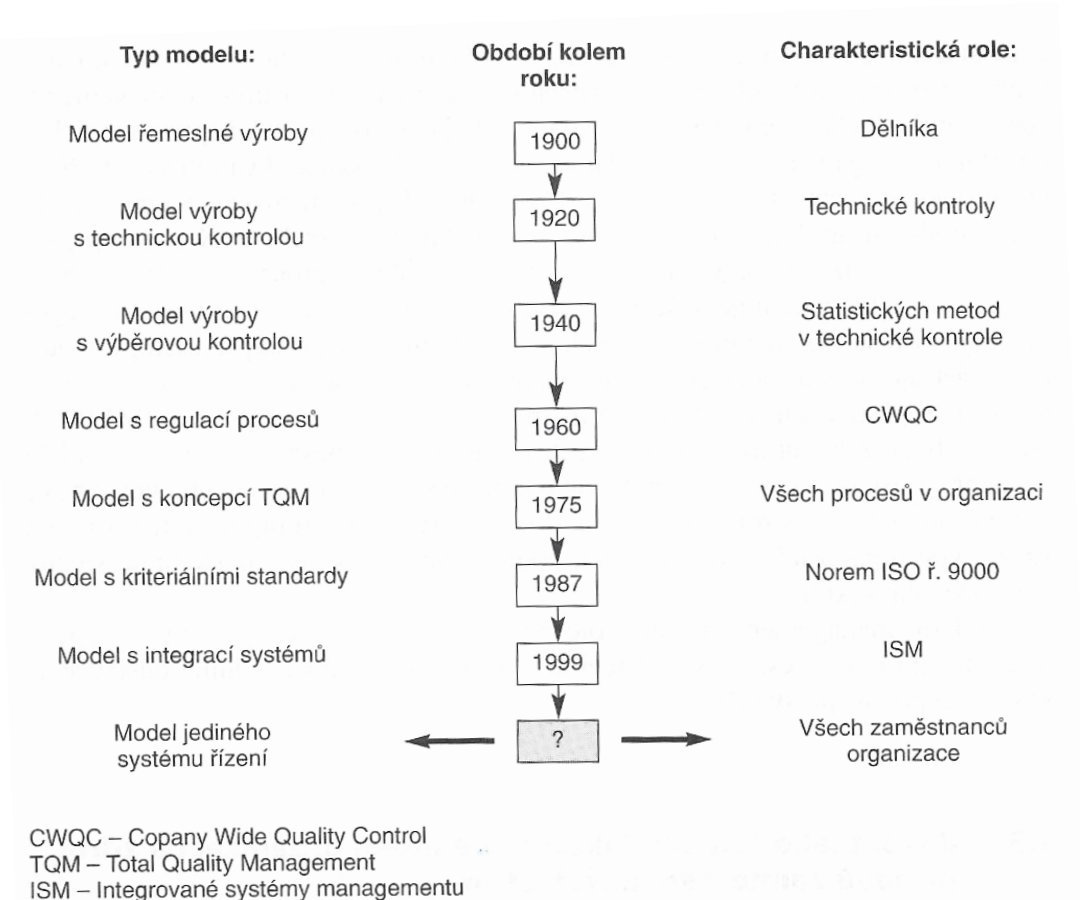 Typ modelu:
Období kolem
roku:
Charakteristická role:
Model řemeslné výroby
1900
Dělníka
Model výroby
s technickou kontrolou
1920
Technické kontroly
Model výroby
s výběrovou kontrolou
1940
Statistických metod
v technické kontrole
Model s regulací procesů
1960
CWQC
Model s koncepcí TQM
1975
Všech procesů v organizaci
Model s kriteriálními standardy
1987
Norem ISO ř. 9000
Model s integrací systémů
1999
ISM
Model jediného
systému řízení
?
Všech zaměstnanců
organizace
CWQC – Copany Wide Quality Control
TQM – Total Quality Management
ISM – Integrované systémy managementu